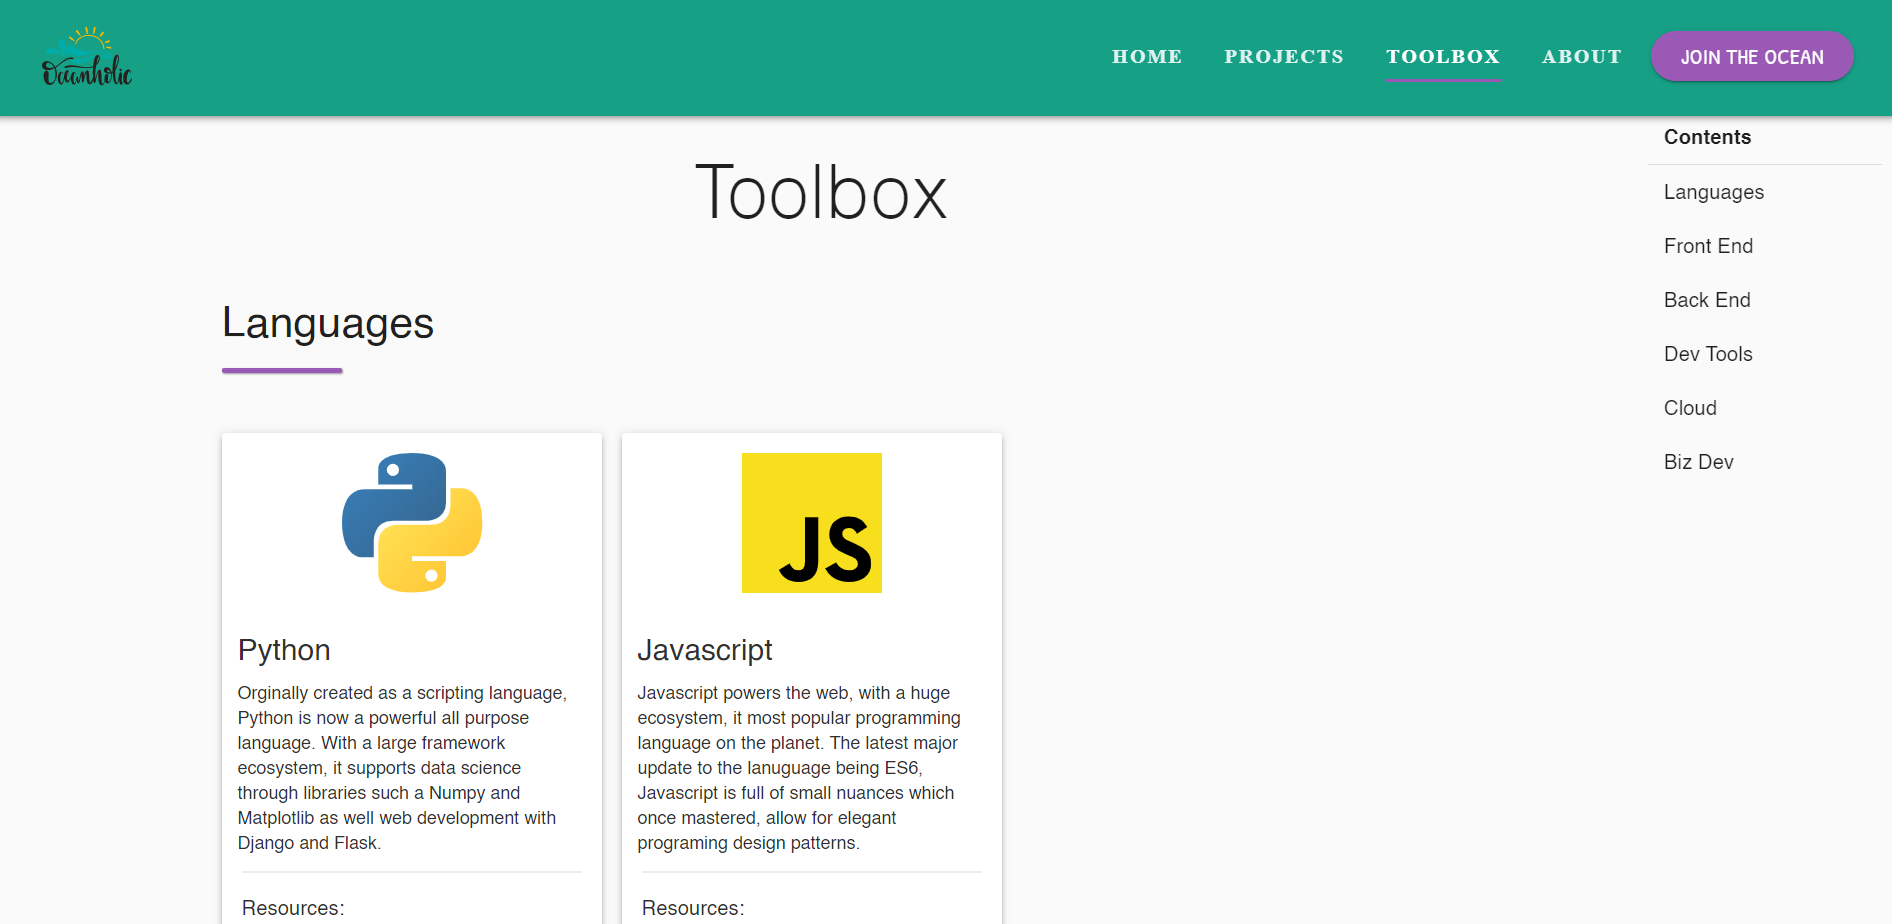 Oceanholic
HOME PROJECTS TOOLBOX ABOUT JOIN THE OCEAN
Contents
Languages
Front End
Back End
Dev Tools
Cloud
Biz Dev
Toolbox
Languages
Python
Orginally created as a scripting language,
Python is now a powerful all purpose
language. With a large framework
ecosystem, it supports data science
through libraries such a Numpy and
Matplotlib as well web development with
Django and Flask.
Resources:
JS
Javascript
Javascript powers the web, with a huge
ecosystem, it most popular programming
language on the planet. The latest major
update to the lanuguage being ES6,
Javascript is full of small nuances which
once mastered, allow for elegant
programing design patterns.
Resources: